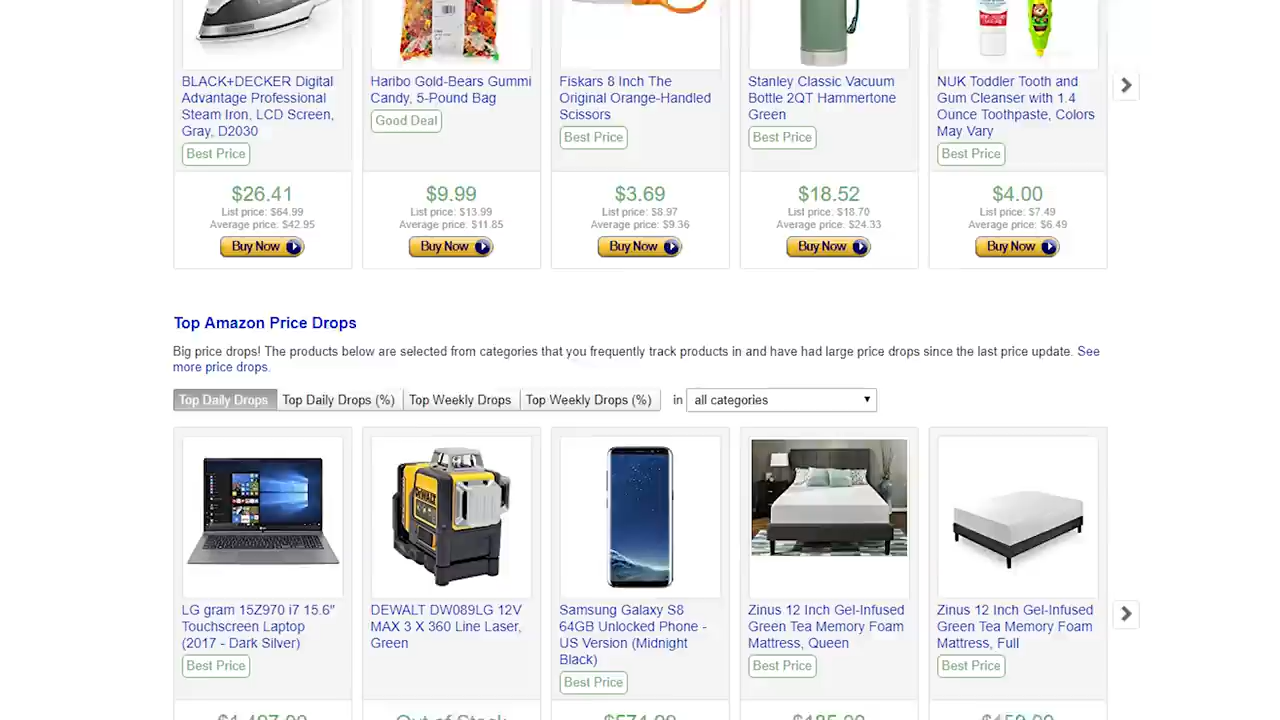 BLACK+DECKER Digital
Advantage Professional
Steam Iron, LCD Screen,
Gray, D2030
Best Price
$26.41
List price: $64.99
Average price: $42.95
Buy Now
Haribo Gold-Bears Gummi
Candy, 5-Pound Bag
Good Deal
$9.99
List price: $13.99
Average price: $11.85
Buy Now
Fiskars 8 Inch The
Original Orange-Handled
Scissors
Best Price
$3.69
List price: $8.97
Average price: $9.36
Buy Now
Stanley Classic Vacuum
Bottle 2QT Hammertone
Green
Best Price
$18.52
List price: $18.70
Average price: $24.33
Buy Now
NUK Toddler Tooth and
Gum Cleanser with 1.4
Ounce Toothpaste, Colors
May Vary
Best Price
$4.00
List price: $7.49
Average price: $6.49
Buy Now
Top Amazon Price Drops
Big price drops! The products below are selected from categories that you frequently track products in and have had large price drops since the last price update. See
more price drops.
Top Daily Drops
Top Daily Drops (%)
Top Weekly Drops
Top Weekly Drops (%)
in
all categories
LG gram 15Z970 i7 15.6"
Touchscreen Laptop
(2017 - Dark Silver)
Best Price
DEWALT DW089LG 12V
MAX 3 X 360 Line Laser,
Green
Out of Stock
Samsung Galaxy S8
64GB Unlocked Phone -
US Version (Midnight
Black)
Best Price
Zinus 12 Inch Gel-Infused
Green Tea Memory Foam
Mattress, Queen
Best Price
Zinus 12 Inch Gel-Infused
Green Tea Memory Foam
Mattress, Full
Best Price